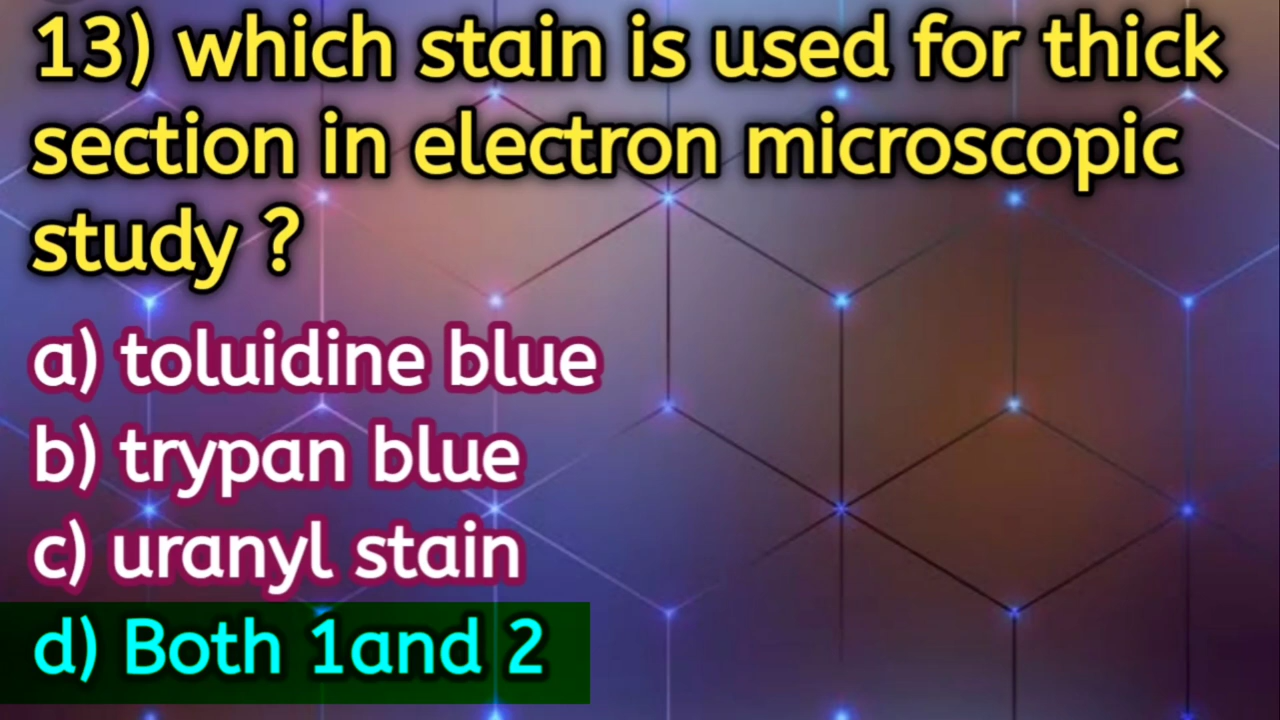 13) which stain is used for thick
section in electron microscopic
study ?
a) toluidine blue
b) trypan blue
c) uranyl stain
d) Both 1and 2